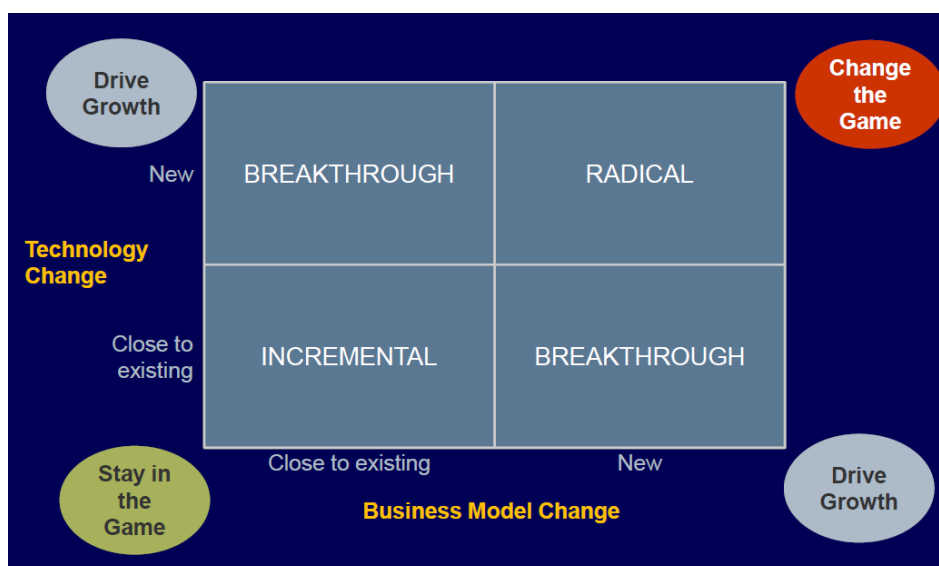 Drive
Growth
Change
the
Game
New
BREAKTHROUGH
RADICAL
Technology
Change
Close to
existing
INCREMENTAL
BREAKTHROUGH
Close to existing
New
Stay in
the
Game
Business Model Change
Drive
Growth